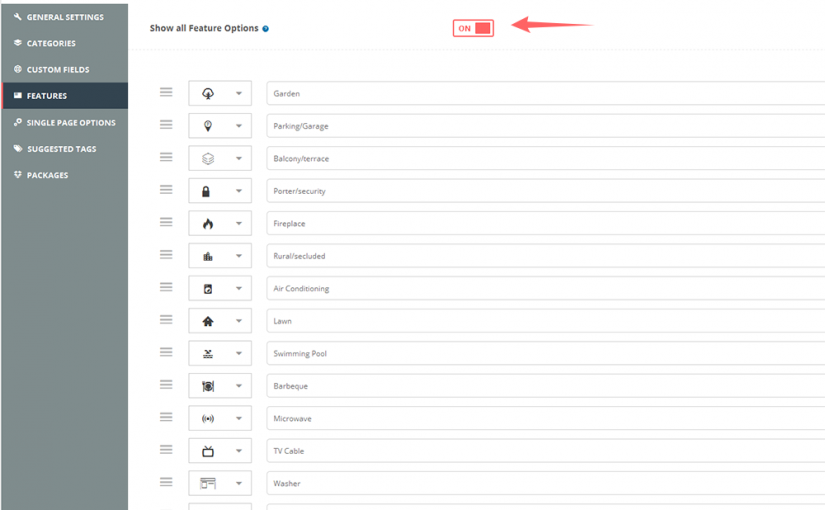 GENERAL SETTINGS
CATEGORIES
CUSTOM FIELDS
FEATURES
SINGLE PAGE OPTIONS
SUGGESTED TAGS
PACKAGES
Show all Feature Options
ON
Garden
Parking/Garage
Balcony/terrace
Porter/security
Fireplace
Rural/secluded
Air Conditioning
Lawn
Swimming Pool
Barbeque
Microwave
TV Cable
Washer